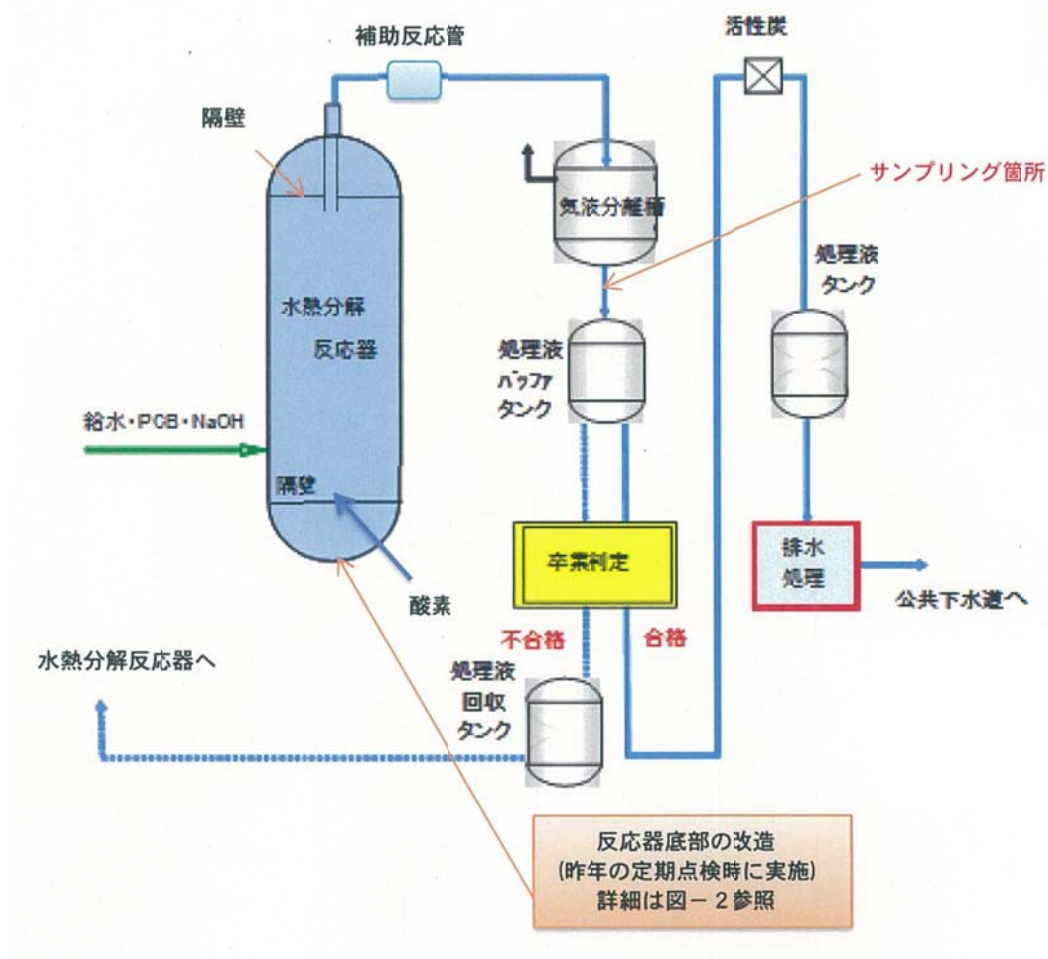 補助反応管
活性炭
隔壁
サンプリング箇所
気液分離槽
処理液
タンク
水熱分解
反応器
処理液
バッファ
タンク
給水・PCB・NaOH
隔壁
卒業判定
排水
処理
酸素
公共下水道へ
不合格
合格
水熱分解反応器へ
処理液
回収
タンク
反応器底部の改造
(昨年の定期点検時に実施)
詳細は図－２参照